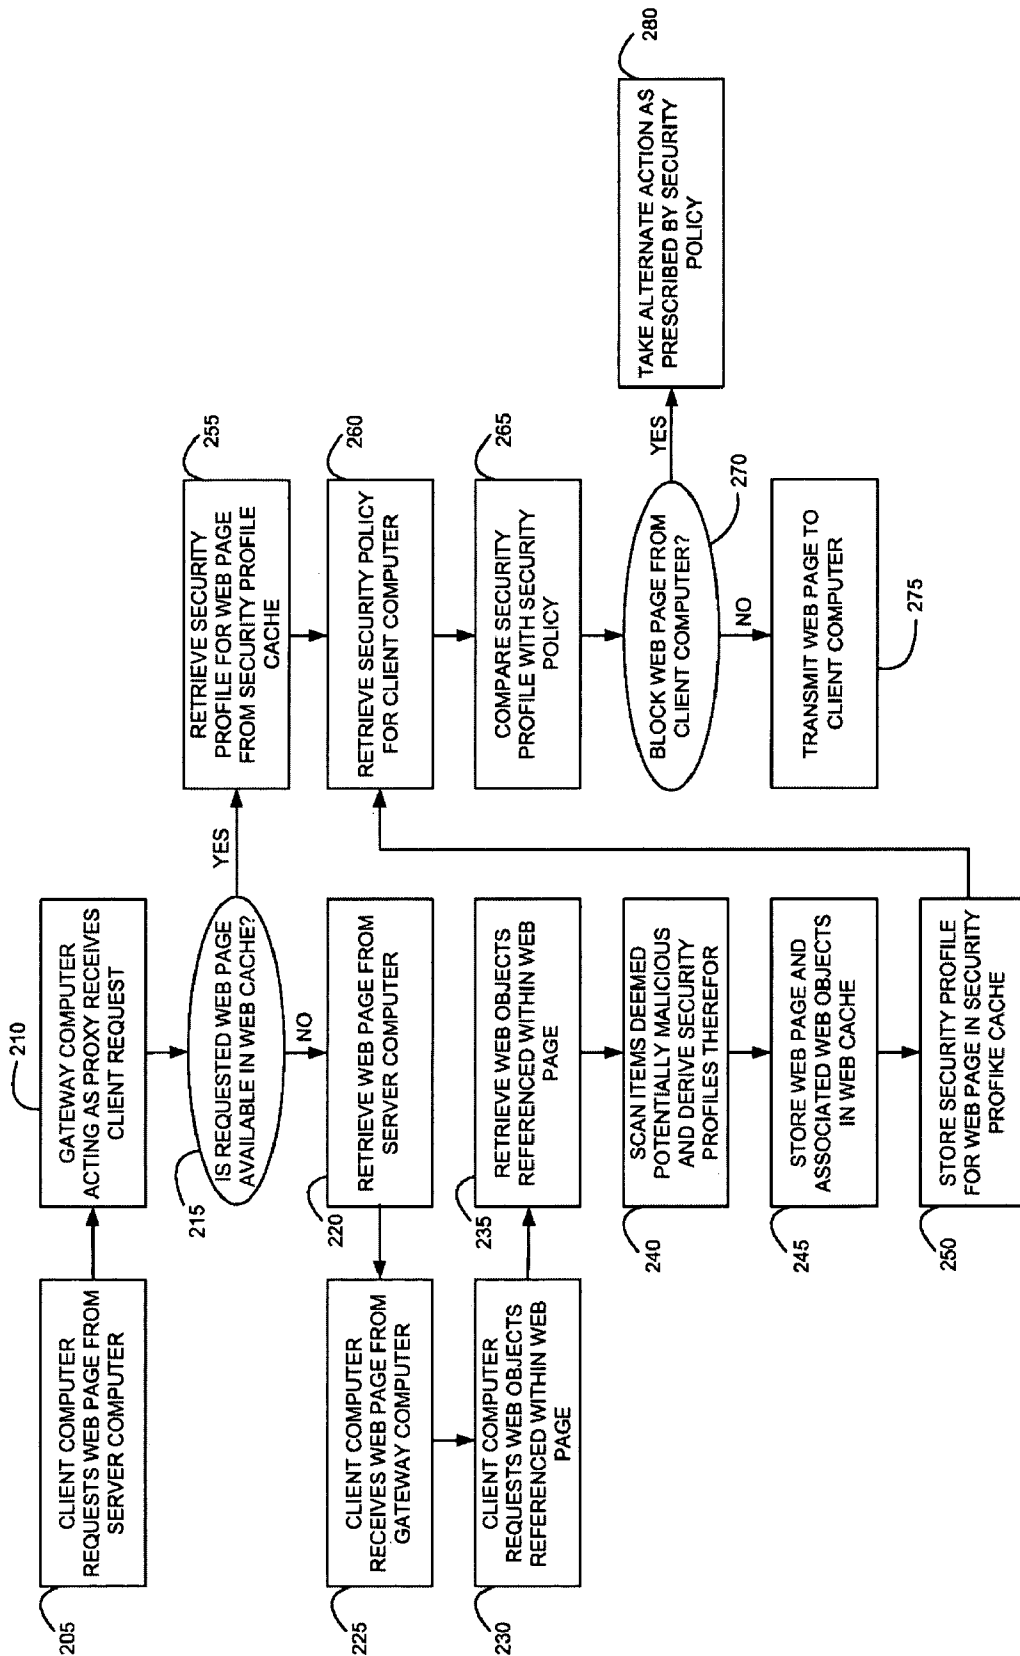 205
CLIENT COMPUTER
REQUESTS WEB PAGE FROM
SERVER COMPUTER
210
GATEWAY COMPUTER
ACTING AS PROXY RECEIVES
CLIENT REQUEST
215
IS REQUESTED WEB PAGE
AVAILABLE IN WEB CACHE?
YES
NO
220
RETRIEVE WEB PAGE FROM
SERVER COMPUTER
225
CLIENT COMPUTER
RECEIVES WEB PAGE FROM
GATEWAY COMPUTER
230
CLIENT COMPUTER
REQUESTS WEB OBJECTS
REFERENCED WITHIN WEB
PAGE
235
RETRIEVE WEB OBJECTS
REFERENCED WITHIN WEB
PAGE
240
SCAN ITEMS DEEMED
POTENTIALLY MALICIOUS
AND DERIVE SECURITY
PROFILES THEREFOR
245
STORE WEB PAGE AND
ASSOCIATED WEB OBJECTS
IN WEB CACHE
250
STORE SECURITY PROFILE
FOR WEB PAGE IN SECURITY
PROFIKE CACHE
255
RETRIEVE SECURITY
PROFILE FOR WEB PAGE
FROM SECURITY PROFILE
CACHE
260
RETRIEVE SECURITY POLICY
FOR CLIENT COMPUTER
265
COMPARE SECURITY
PROFILE WITH SECURITY
POLICY
270
BLOCK WEB PAGE FROM
CLIENT COMPUTER?
YES
NO
275
TRANSMIT WEB PAGE TO
CLIENT COMPUTER
280
TAKE ALTERNATE ACTION AS
PRESCRIBED BY SECURITY
POLICY